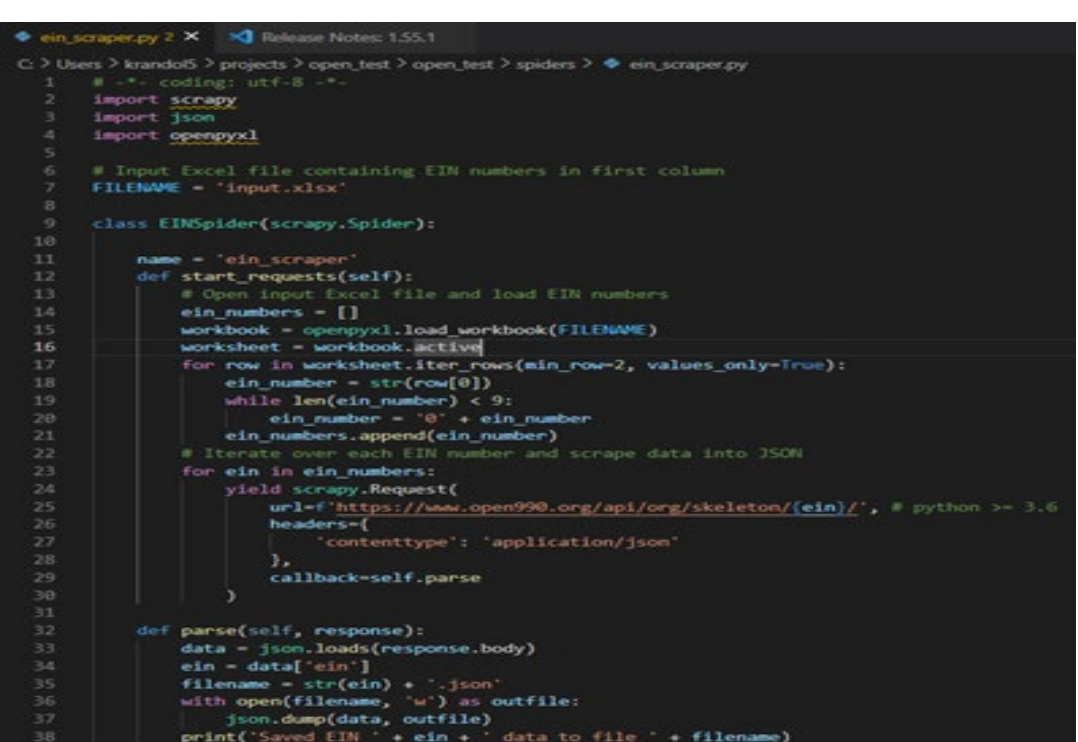 ein_scraper.py 2 × Release Notes: 1.55.1
C: > Users > krandol5 > projects > open_test > open_test > spiders > ein_scraper.py
1 # -*- coding: utf-8 -*-
2 import scrapy
3 import json
4 import openpyxl
5
6 # Input Excel file containing EIN numbers in first column
7 FILENAME = 'input.xlsx'
8
9 class EINSpider(scrapy.Spider):
10
11 name = 'ein_scraper'
12 def start_requests(self):
13 # Open input Excel file and load EIN numbers
14 ein_numbers = []
15 workbook = openpyxl.load_workbook(FILENAME)
16 worksheet = workbook.active
17 for row in worksheet.iter_rows(min_row=2, values_only=True):
18 ein_number = str(row[0])
19 while len(ein_number) < 9:
20 ein_number = '0' + ein_number
21 ein_numbers.append(ein_number)
22 # Iterate over each EIN number and scrape data into JSON
23 for ein in ein_numbers:
24 yield scrapy.Request(
25 url=f'https://www.open990.org/api/org/skeleton/{ein}/', # python >= 3.6
26 headers={
27 'contenttype': 'application/json'
28 },
29 callback=self.parse
30 )
31
32 def parse(self, response):
33 data = json.loads(response.body)
34 ein = data['ein']
35 filename = str(ein) + '.json'
36 with open(filename, 'w') as outfile:
37 json.dump(data, outfile)
38 print('Saved EIN ' + ein + ' data to file ' + filename)